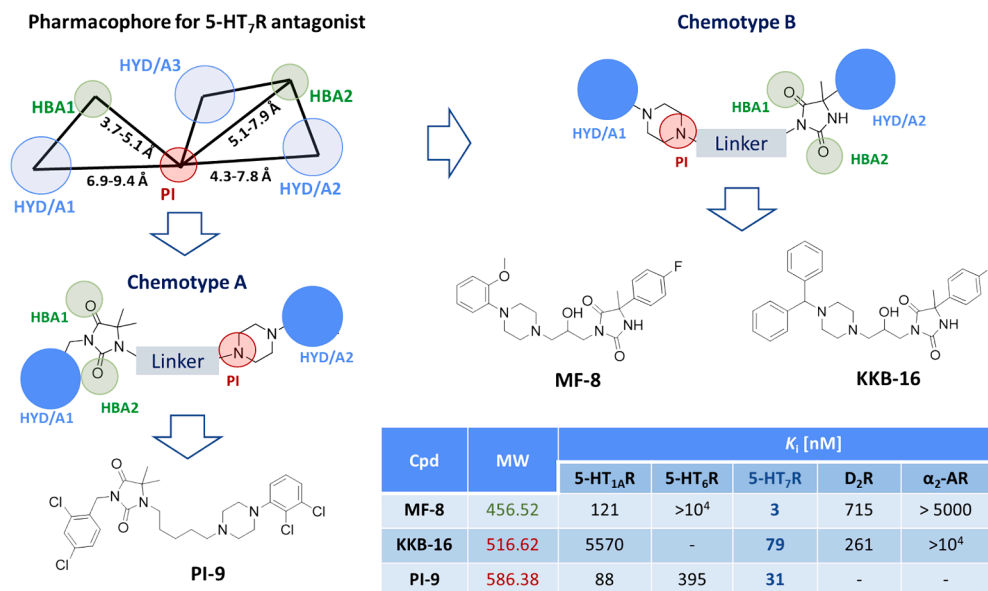 Pharmacophore for 5-HT7R antagonist
HYD/A3
HBA1
HBA2
3.7-5.1 Å
5.1-7.9 Å
6.9-9.4 Å
4.3-7.8 Å
HYD/A1
PI
HYD/A2
Chemotype B
HYD/A1
N
N
PI
Linker
HBA1
O
N
NH
O
HYD/A2
HBA2
Chemotype A
HBA1
O
N
N
O
HYD/A1
HBA2
Linker
N
N
PI
HYD/A2
O
N
N
OH
O
N
NH
O
F
MF-8
N
N
OH
O
N
NH
O
KKB-16
O
Cl
N
N
O
Cl
N
N
Cl
Cl
PI-9
Cpd MW Ki [nM]
5-HT1AR 5-HT6R 5-HT7R D2R α2-AR
MF-8 456.52 121 >10⁴ 3 715 > 5000
KKB-16 516.62 5570 - 79 261 >10⁴
PI-9 586.38 88 395 31 - -